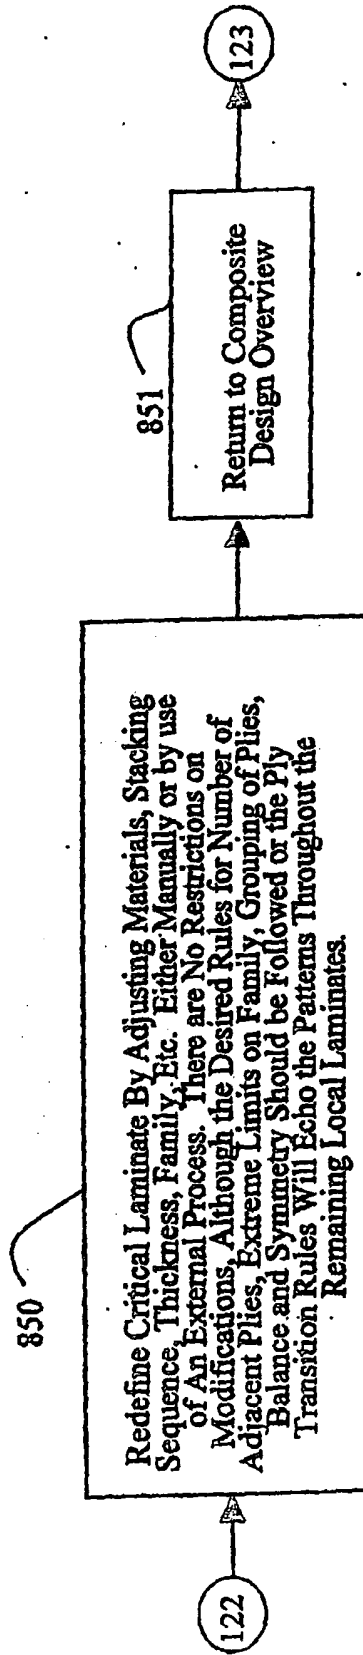 122
850
Redefine Critical Laminate By Adjusting Materials, Stacking
Sequence, Thickness, Family, Etc. Either Manually or by use
of An External Process. There are No Restrictions on
Modifications, Although the Desired Rules for Number of
Adjacent Plies, Extreme Limits on Family, Grouping of Plies,
Balance and Symmetry Should be Followed or the Ply
Transition Rules Will Echo the Patterns Throughout the
Remaining Local Laminates.
851
Return to Composite
Design Overview
123